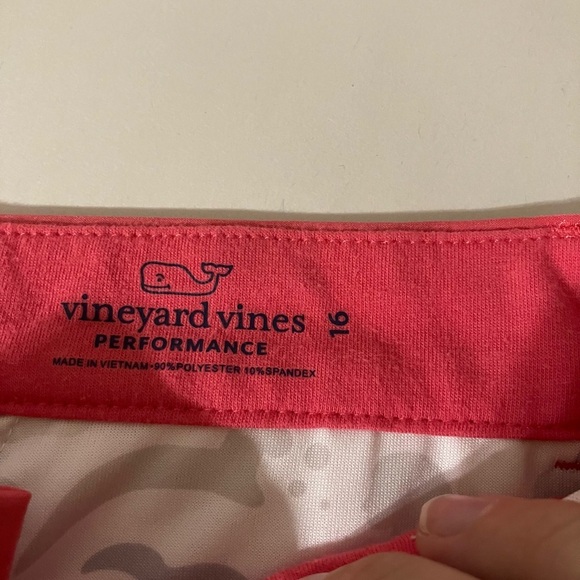 vineyard vines
PERFORMANCE
MADE IN VIETNAM-90%POLYESTER 10%SPANDEX
16